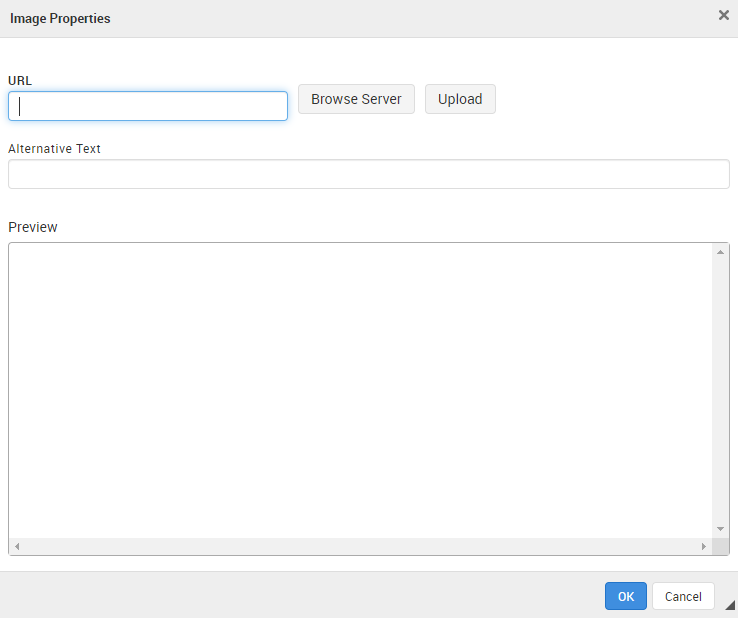 Image Properties
URL
Browse Server
Upload
Alternative Text
Preview
OK
Cancel